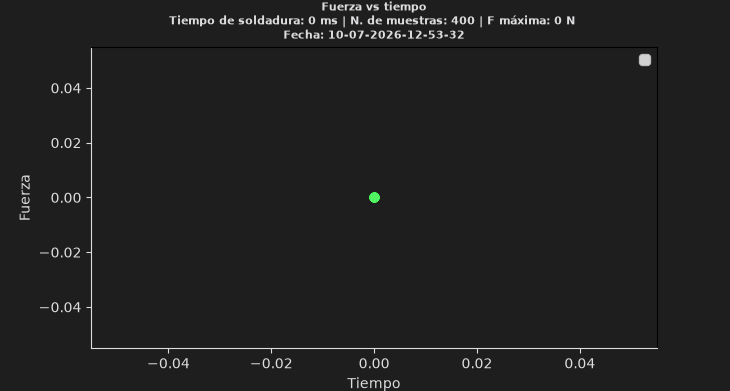 Fuerza vs tiempo
Tiempo de soldadura: 0 ms | N. de muestras: 400 | F máxima: 0 N
Fecha: 10-07-2026-12-53-32
0.04
0.02
0.00
−0.02
−0.04
Fuerza
−0.04
−0.02
0.00
0.02
0.04
Tiempo